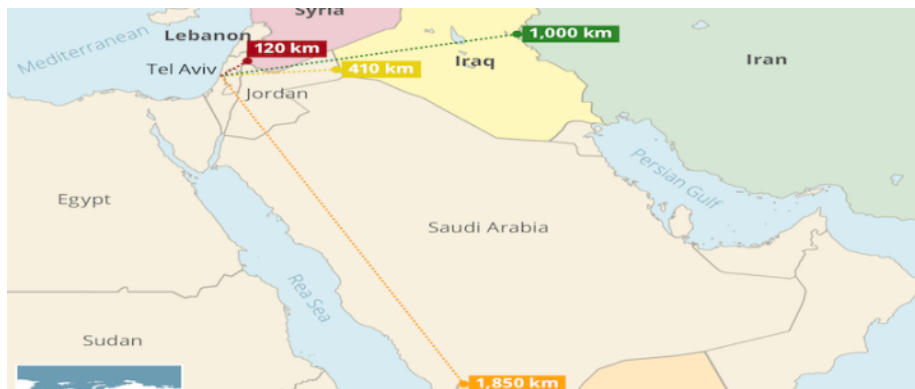 Syria
Mediterranean
Lebanon
120 km
1,000 km
Tel Aviv
410 km
Iraq
Iran
Jordan
Persian Gulf
Egypt
Saudi Arabia
Rea Sea
Sudan
1,850 km